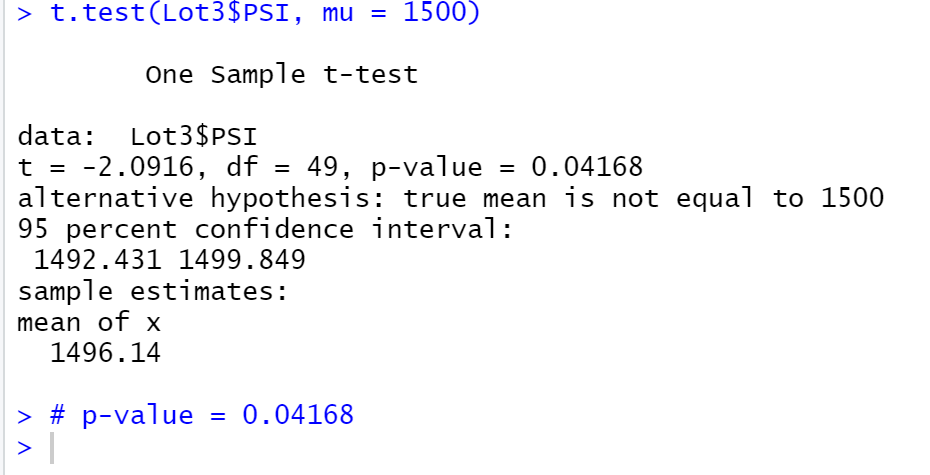 > t.test(Lot3$PSI, mu = 1500)
One Sample t-test
data:  Lot3$PSI
t = -2.0916, df = 49, p-value = 0.04168
alternative hypothesis: true mean is not equal to 1500
95 percent confidence interval:
1492.431 1499.849
sample estimates:
mean of x
1496.14
> # p-value = 0.04168
>